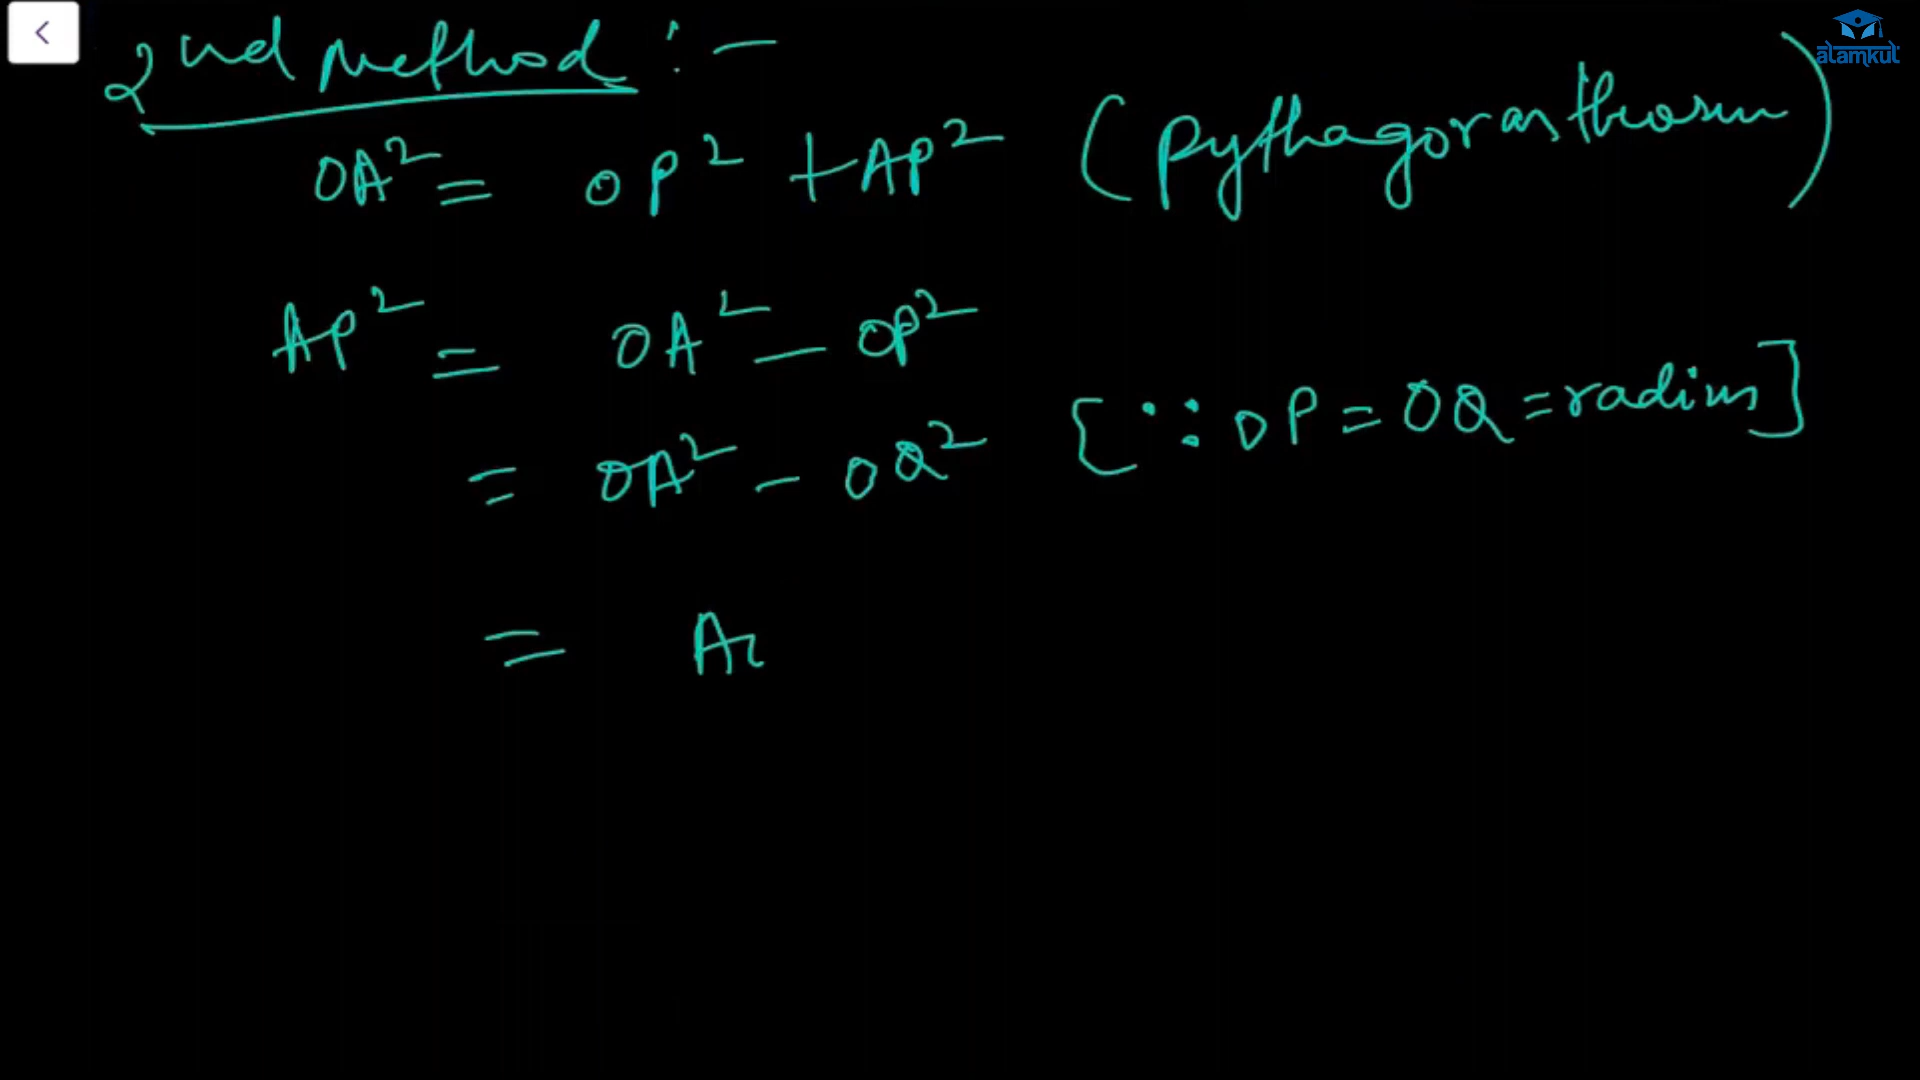 alamkul
2nd Method :-
OA² = OP² + AP² (Pythagoras theorem)
AP² = OA² - OP²
= OA² - OQ² [∵ OP = OQ = radius]
= A